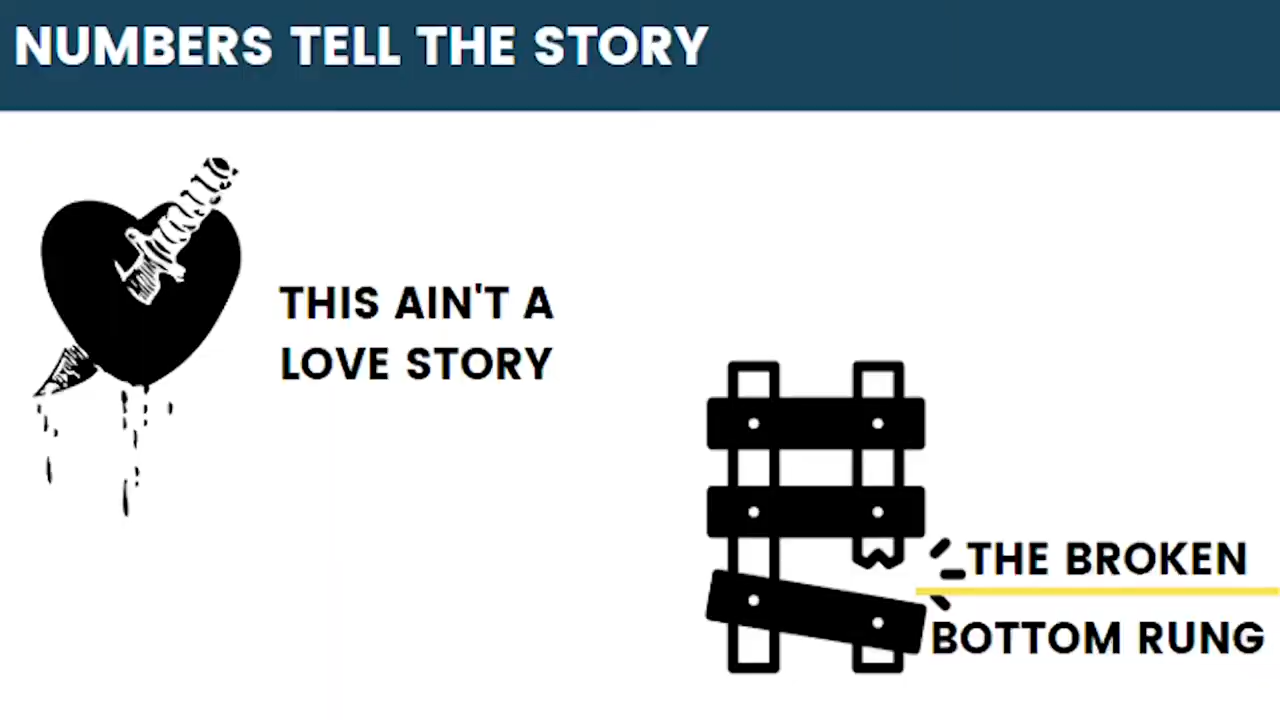 NUMBERS TELL THE STORY
THIS AIN'T A
LOVE STORY
THE BROKEN
BOTTOM RUNG